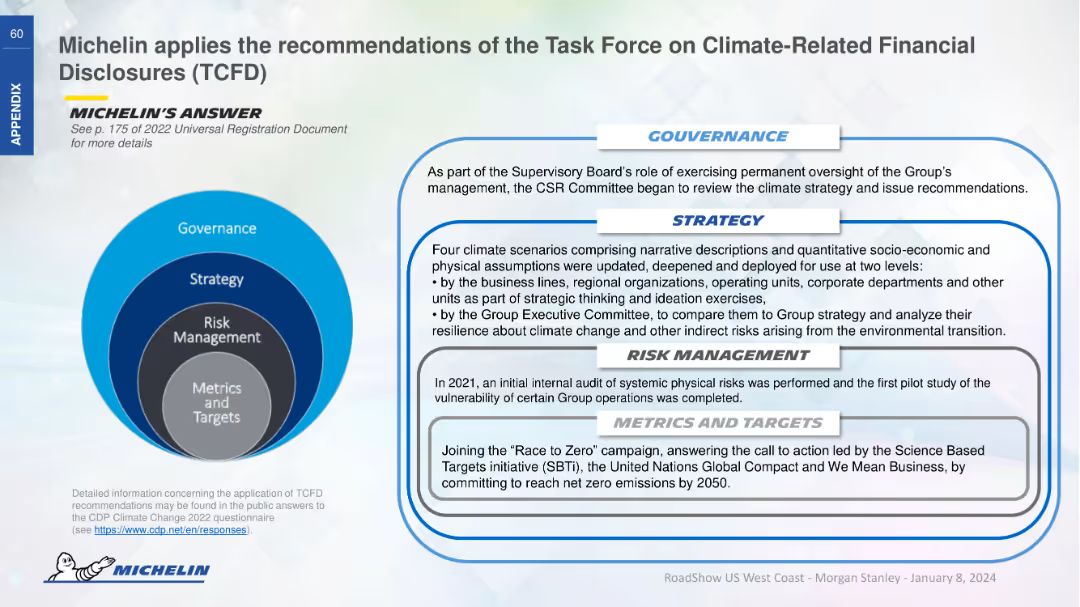 60
APPENDIX
Michelin applies the recommendations of the Task Force on Climate-Related Financial
Disclosures (TCFD)
MICHELIN'S ANSWER
See p. 175 of 2022 Universal Registration Document
for more details
Governance
Strategy
Risk
Management
Metrics
and
Targets
Detailed information concerning the application of TCFD
recommendations may be found in the public answers to
the CDP Climate Change 2022 questionnaire
(see https://www.cdp.net/en/responses).
GOUVERNANCE
As part of the Supervisory Board's role of exercising permanent oversight of the Group's
management, the CSR Committee began to review the climate strategy and issue recommendations.
STRATEGY
Four climate scenarios comprising narrative descriptions and quantitative socio-economic and
physical assumptions were updated, deepened and deployed for use at two levels:
• by the business lines, regional organizations, operating units, corporate departments and other
units as part of strategic thinking and ideation exercises,
• by the Group Executive Committee, to compare them to Group strategy and analyze their
resilience about climate change and other indirect risks arising from the environmental transition.
RISK MANAGEMENT
In 2021, an initial internal audit of systemic physical risks was performed and the first pilot study of the
vulnerability of certain Group operations was completed.
METRICS AND TARGETS
Joining the “Race to Zero” campaign, answering the call to action led by the Science Based
Targets initiative (SBTi), the United Nations Global Compact and We Mean Business, by
committing to reach net zero emissions by 2050.
MICHELIN
RoadShow US West Coast - Morgan Stanley - January 8, 2024